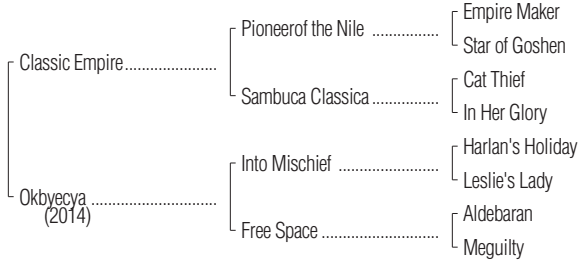 Empire Maker
Pioneerof the Nile ................
Star of Goshen
Classic Empire......................
Cat Thief
Sambuca Classica ................
In Her Glory
Harlan's Holiday
Into Mischief ........................
Leslie's Lady
Okbyecya ..............................
(2014)
Aldebaran
Free Space ............................
Meguilty